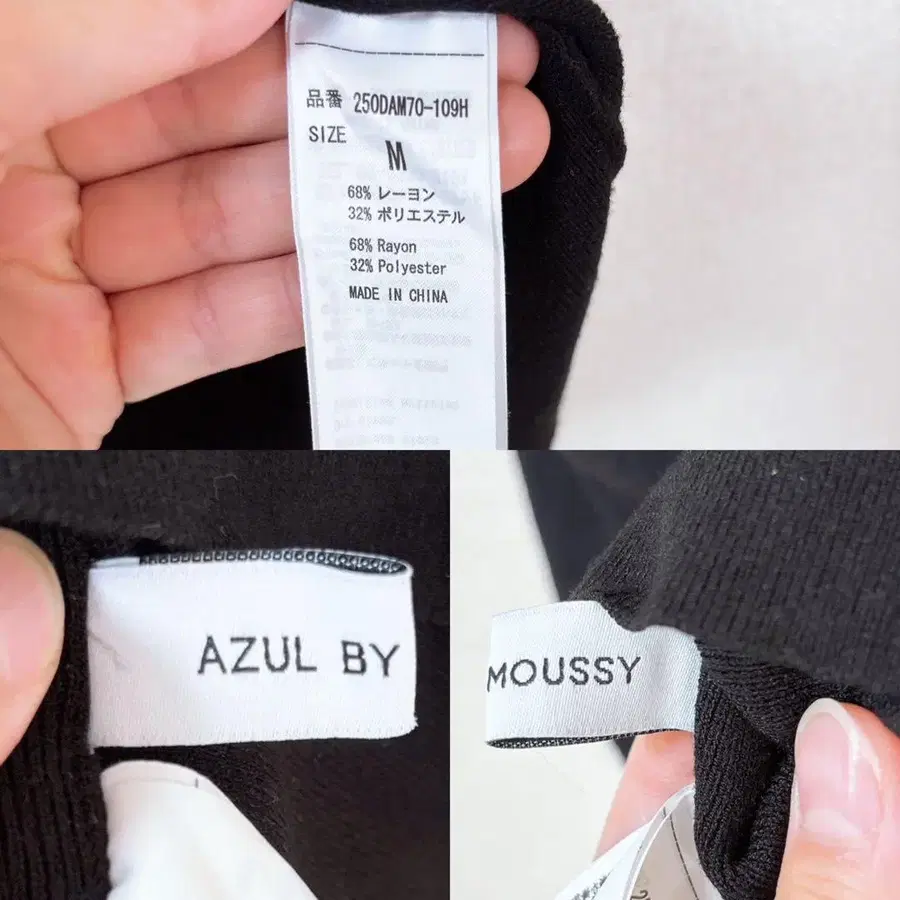 品番 250DAM70-109H
SIZE
M
68% レーヨン
32% ポリエステル
68% Rayon
32% Polyester
MADE IN CHINA
AZUL BY
MOUSSY